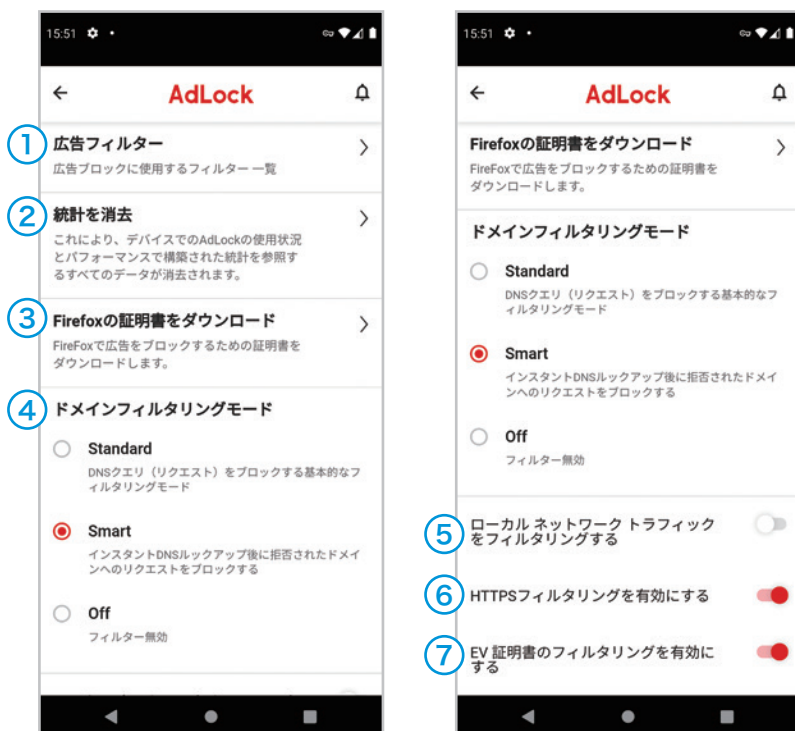 15:51
AdLock
① 広告フィルター
広告ブロックに使用するフィルター 一覧
② 統計を消去
これにより、デバイスでのAdLockの使用状況
とパフォーマンスで構築された統計を参照す
るすべてのデータが消去されます。
③ Firefoxの証明書をダウンロード
FireFoxで広告をブロックするための証明書を
ダウンロードします。
④ ドメインフィルタリングモード
Standard
DNSクエリ（リクエスト）をブロックする基本的なフ
ィルタリングモード
Smart
インスタントDNSルックアップ後に拒否されたドメイ
ンへのリクエストをブロックする
Off
フィルター無効
15:51
AdLock
Firefoxの証明書をダウンロード
FireFoxで広告をブロックするための証明書を
ダウンロードします。
ドメインフィルタリングモード
Standard
DNSクエリ（リクエスト）をブロックする基本的なフ
ィルタリングモード
Smart
インスタントDNSルックアップ後に拒否されたドメイ
ンへのリクエストをブロックする
Off
フィルター無効
⑤ ローカル ネットワーク トラフィック
をフィルタリングする
⑥ HTTPSフィルタリングを有効にする
⑦ EV 証明書のフィルタリングを有効に
する